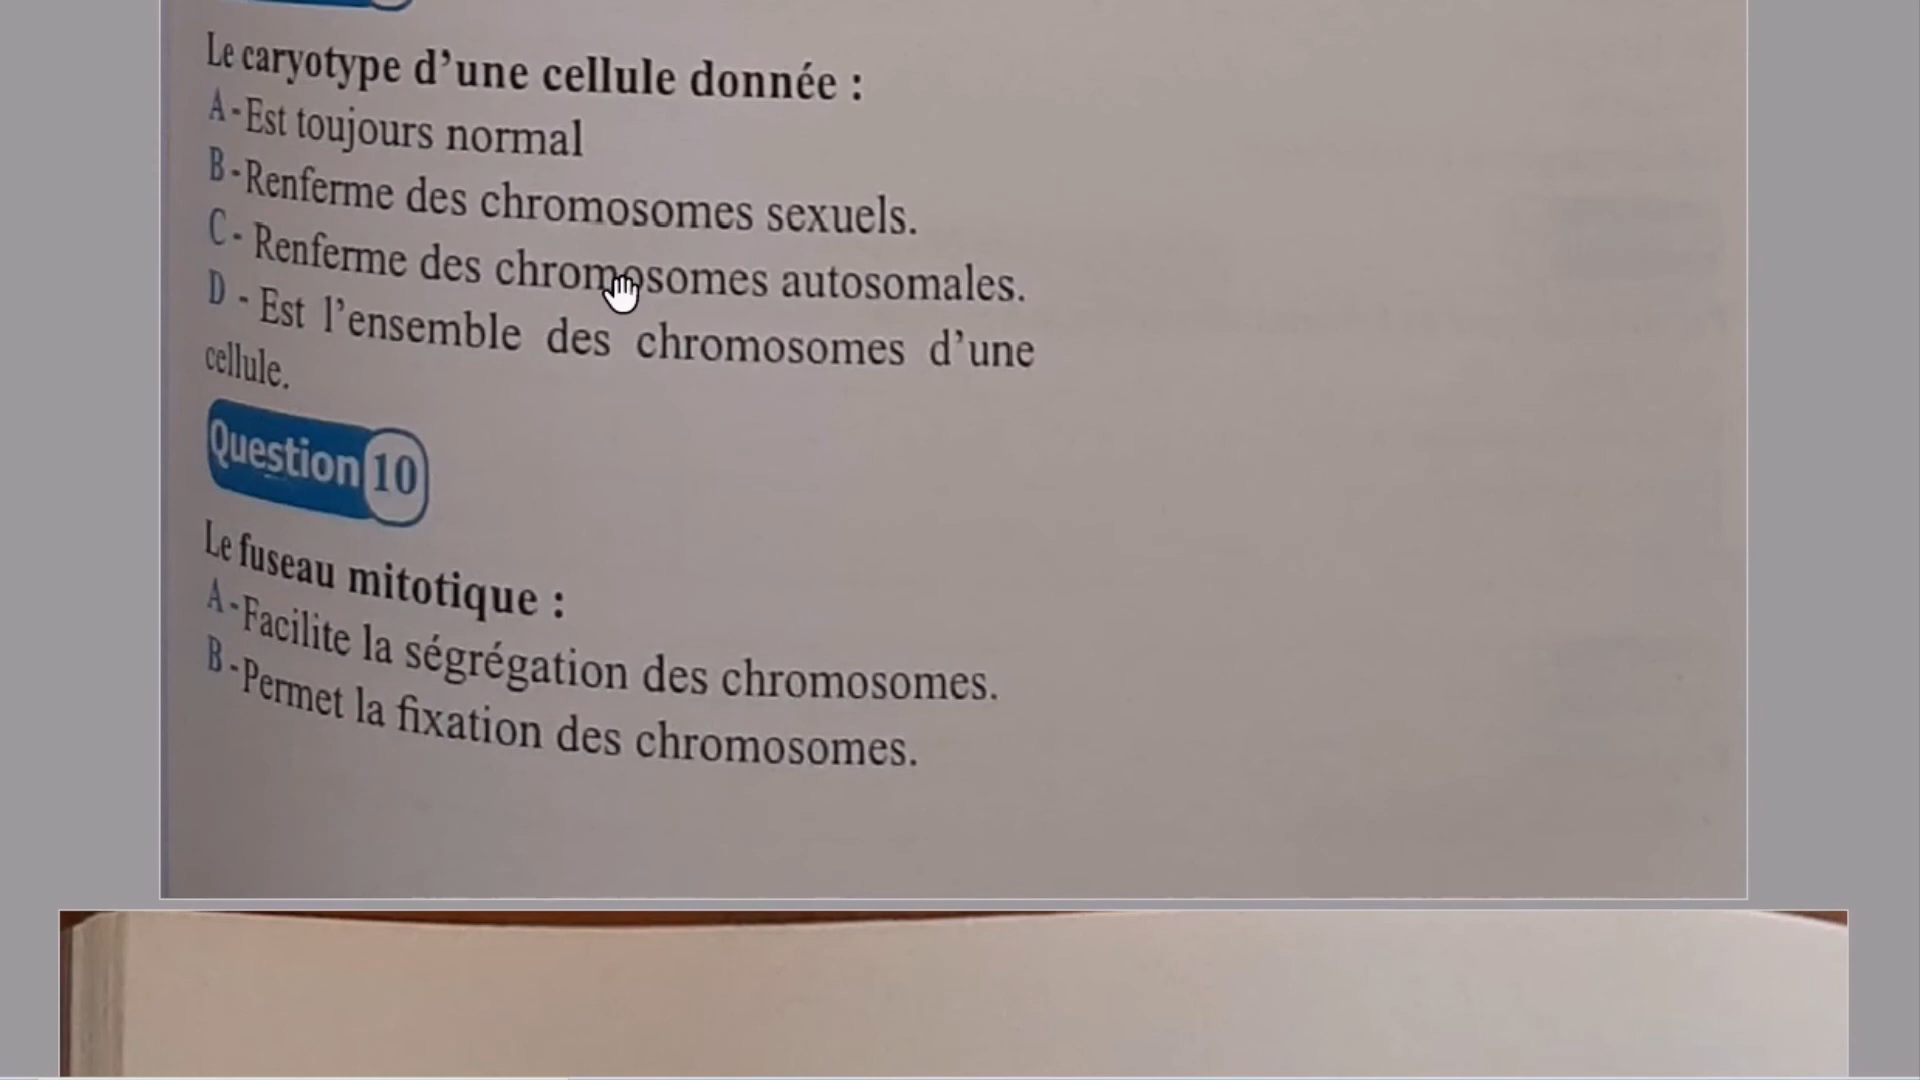 Le caryotype d'une cellule donnée :
A-Est toujours normal
B-Renferme des chromosomes sexuels.
C- Renferme des chromosomes autosomales.
D - Est l'ensemble des chromosomes d'une
cellule.
Question 10
Le fuseau mitotique :
A-Facilite la ségrégation des chromosomes.
B-Permet la fixation des chromosomes.